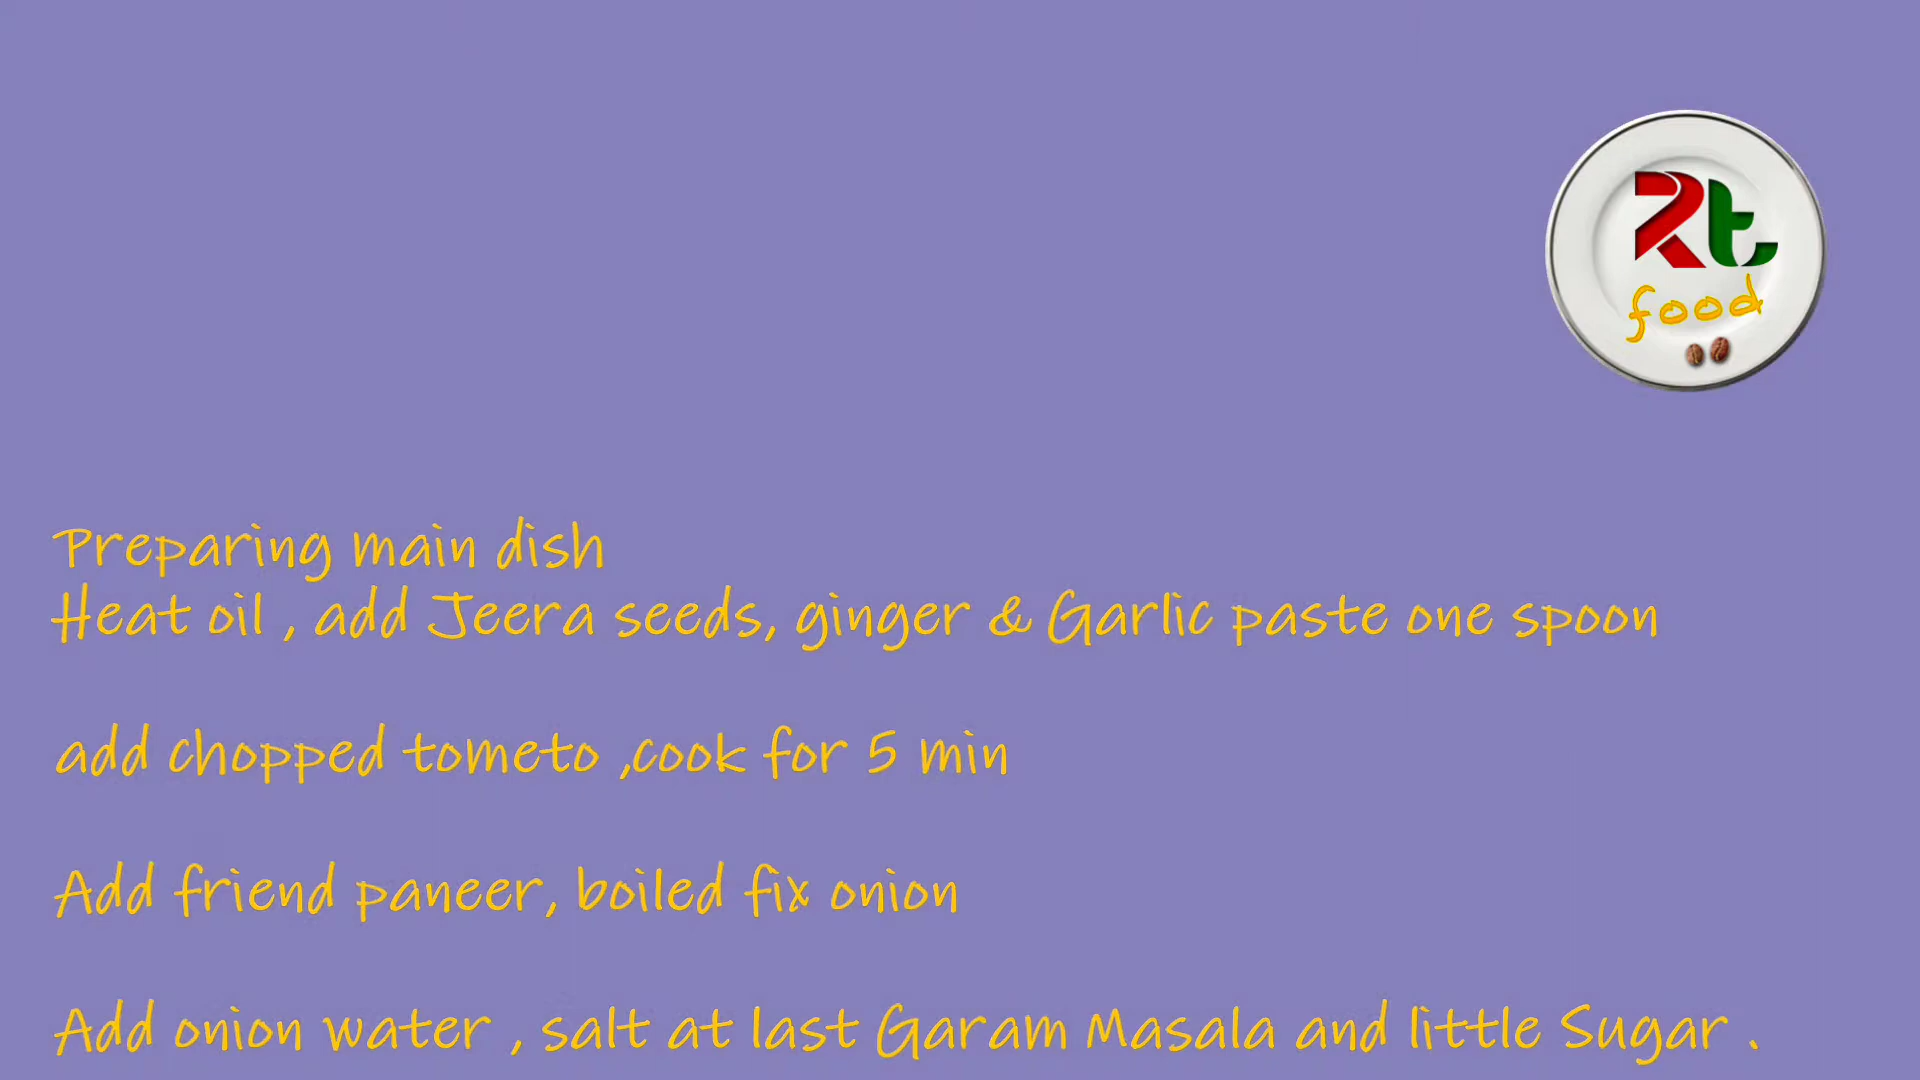 Rt
food
Preparing main dish
Heat oil , add Jeera seeds, ginger & Garlic paste one spoon
add chopped tometo ,cook for 5 min
Add friend paneer, boiled fix onion
Add onion water , salt at last Garam Masala and little Sugar .